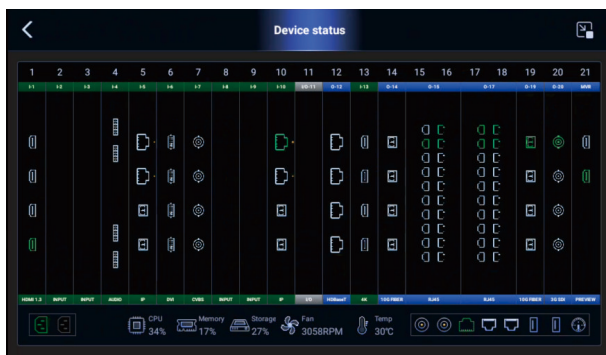 Device status
1 2 3 4 5 6 7 8 9 10 11 12 13 14 15 16 17 18 19 20 21
I-1 I-2 I-3 I-4 I-5 I-6 I-7 I-8 I-9 I-10 I/O-11 O-12 I-13 O-14 O-15 O-17 O-19 O-20 MVR
HDMI 1.3 INPUT INPUT AUDIO IP DVI CVBS INPUT INPUT IP I/O HDBaseT 4K 10G FIBER RJ45 RJ45 10G FIBER 3G SDI PREVIEW
CPU Memory Storage Fan Temp
34% 17% 27% 3058RPM 30°C